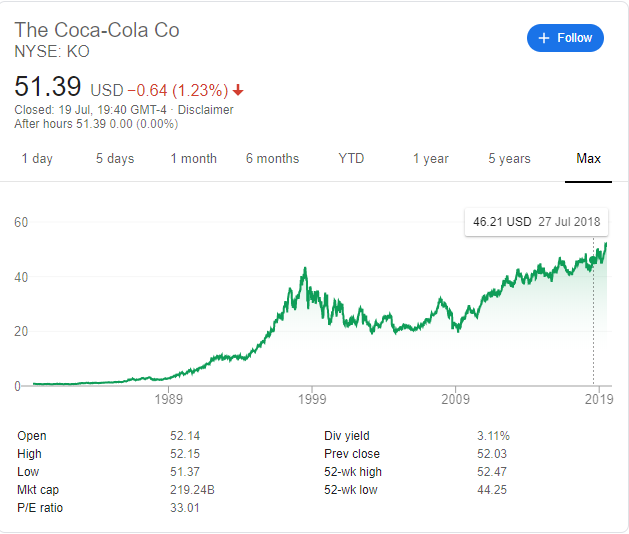 The Coca-Cola Co
NYSE: KO
+ Follow
51.39 USD −0.64 (1.23%)
Closed: 19 Jul, 19:40 GMT-4 · Disclaimer
After hours 51.39 0.00 (0.00%)
1 day 5 days 1 month 6 months YTD 1 year 5 years Max
46.21 USD 27 Jul 2018
60
40
20
0
1989 1999 2009 2019
Open 52.14 Div yield 3.11%
High 52.15 Prev close 52.03
Low 51.37 52-wk high 52.47
Mkt cap 219.24B 52-wk low 44.25
P/E ratio 33.01